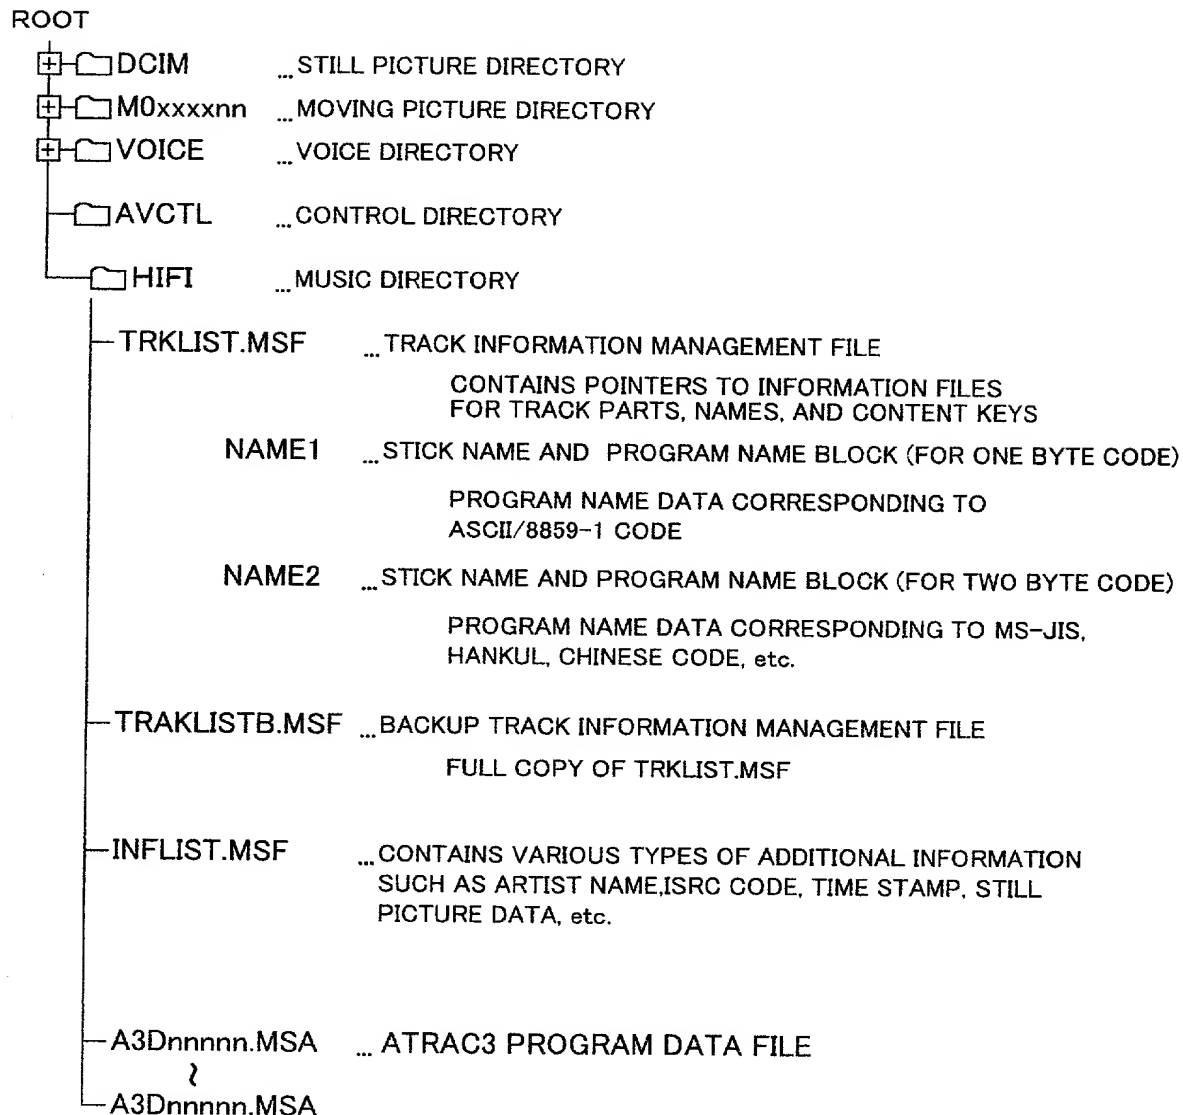 ROOT
DCIM ... STILL PICTURE DIRECTORY
M0xxxxnn ... MOVING PICTURE DIRECTORY
VOICE ... VOICE DIRECTORY
AVCTL ... CONTROL DIRECTORY
HIFI ... MUSIC DIRECTORY
TRKLIST.MSF ... TRACK INFORMATION MANAGEMENT FILE
CONTAINS POINTERS TO INFORMATION FILES
FOR TRACK PARTS, NAMES, AND CONTENT KEYS
NAME1 ... STICK NAME AND PROGRAM NAME BLOCK (FOR ONE BYTE CODE)
PROGRAM NAME DATA CORRESPONDING TO
ASCII/8859-1 CODE
NAME2 ... STICK NAME AND PROGRAM NAME BLOCK (FOR TWO BYTE CODE)
PROGRAM NAME DATA CORRESPONDING TO MS-JIS,
HANKUL, CHINESE CODE, etc.
TRAKLISTB.MSF ... BACKUP TRACK INFORMATION MANAGEMENT FILE
FULL COPY OF TRKLIST.MSF
INFLIST.MSF ... CONTAINS VARIOUS TYPES OF ADDITIONAL INFORMATION
SUCH AS ARTIST NAME,ISRC CODE, TIME STAMP, STILL
PICTURE DATA, etc.
A3Dnnnnn.MSA ... ATRAC3 PROGRAM DATA FILE
~
A3Dnnnnn.MSA